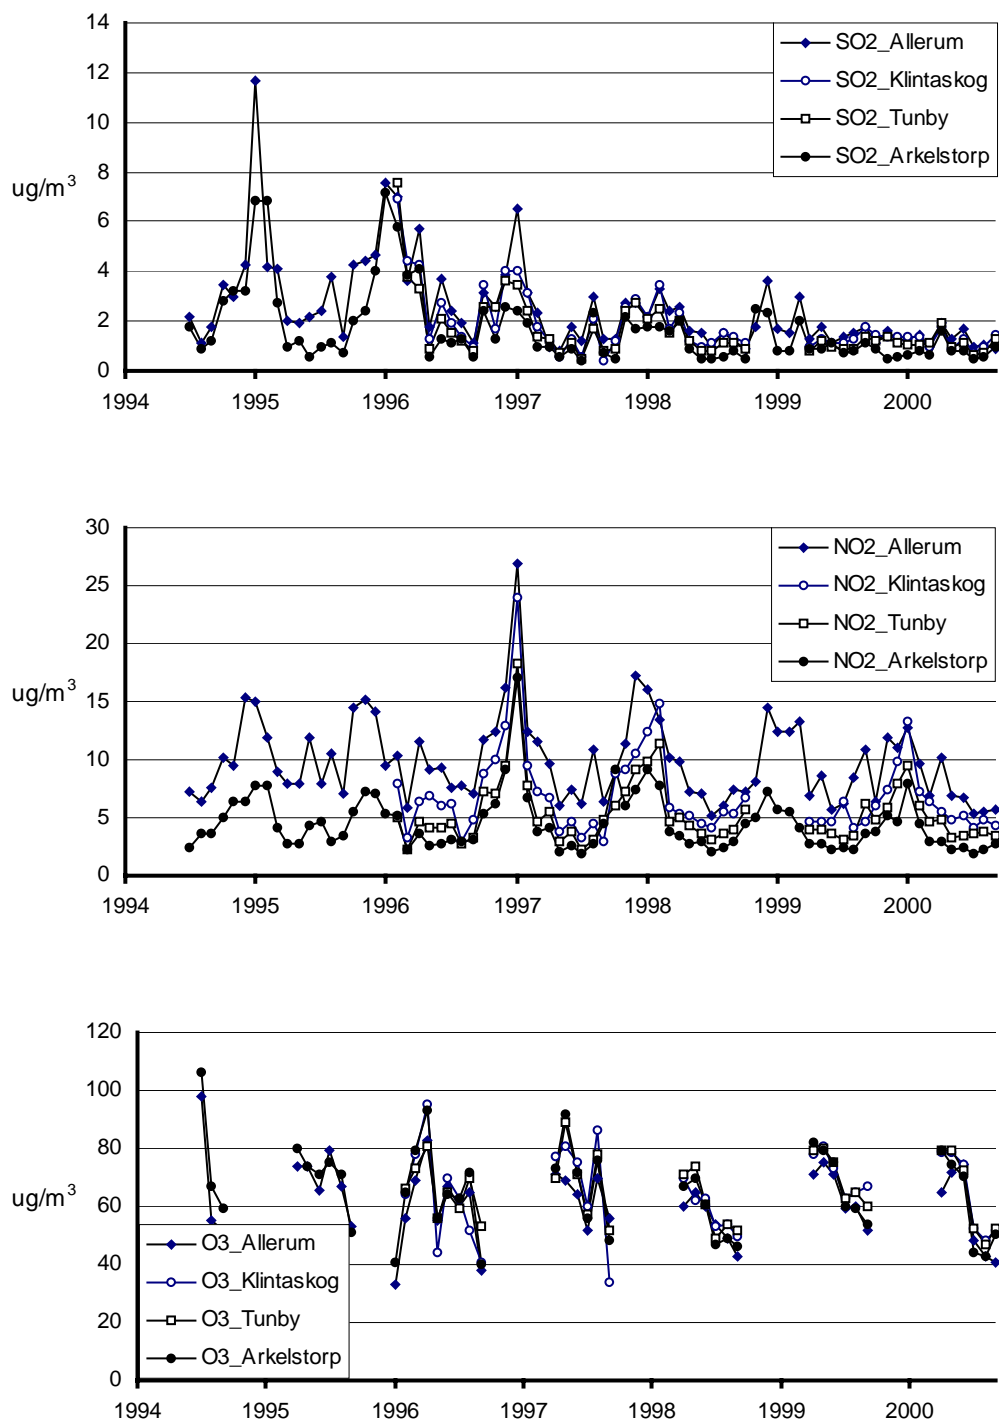 14
12
10
8
6
4
2
0
ug/m³
SO2_Allerum
SO2_Klintaskog
SO2_Tunby
SO2_Arkelstorp
1994 1995 1996 1997 1998 1999 2000
30
25
20
15
10
5
0
ug/m³
NO2_Allerum
NO2_Klintaskog
NO2_Tunby
NO2_Arkelstorp
1994 1995 1996 1997 1998 1999 2000
120
100
80
60
40
20
0
ug/m³
O3_Allerum
O3_Klintaskog
O3_Tunby
O3_Arkelstorp
1994 1995 1996 1997 1998 1999 2000